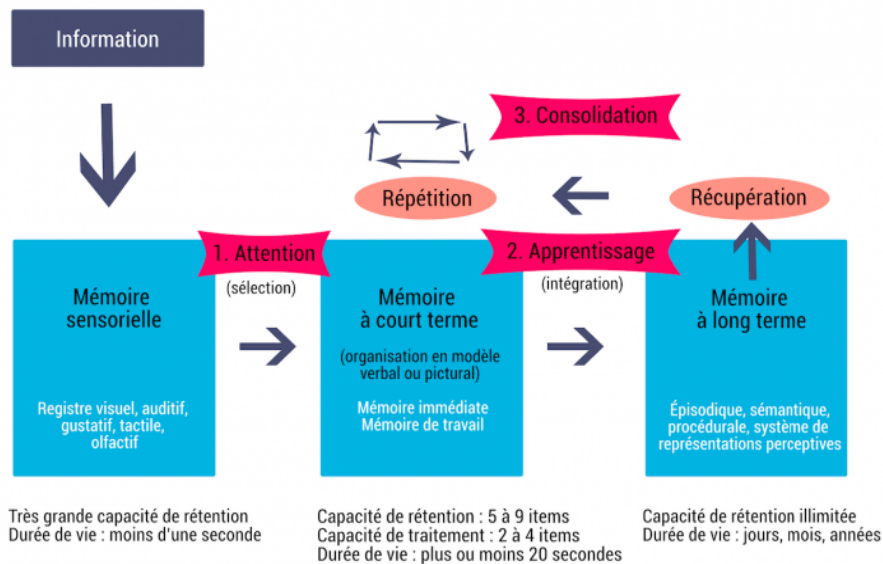 Information
3. Consolidation
Répétition
Récupération
1. Attention
(sélection)
2. Apprentissage
(intégration)
Mémoire
sensorielle
Registre visuel, auditif,
gustatif, tactile,
olfactif
Mémoire
à court terme
(organisation en modèle
verbal ou pictural)
Mémoire immédiate
Mémoire de travail
Mémoire
à long terme
Épisodique, sémantique,
procédurale, système de
représentations perceptives
Très grande capacité de rétention
Durée de vie : moins d'une seconde
Capacité de rétention : 5 à 9 items
Capacité de traitement : 2 à 4 items
Durée de vie : plus ou moins 20 secondes
Capacité de rétention illimitée
Durée de vie : jours, mois, années